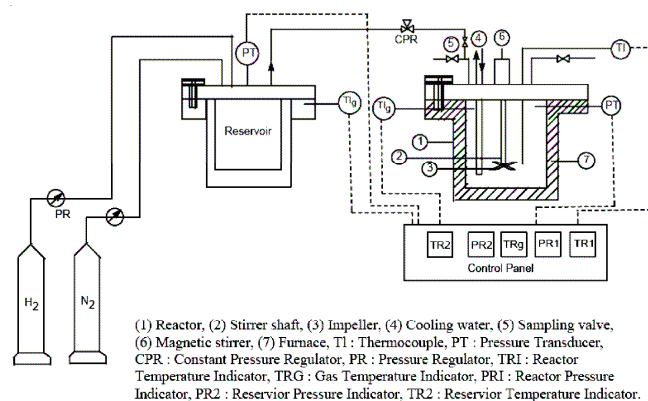 PT
CPR
5
4
6
TI
TIg
Reservoir
TIg
PT
1
2
3
7
PR
H2
N2
TR2 PR2 TRg PR1 TR1
Control Panel
(1) Reactor, (2) Stirrer shaft, (3) Impeller, (4) Cooling water, (5) Sampling valve,
(6) Magnetic stirrer, (7) Furnace, Tl : Thermocouple, PT : Pressure Transducer,
CPR : Constant Pressure Regulator, PR : Pressure Regulator, TRI : Reactor
Temperature Indicator, TRG : Gas Temperature Indicator, PRI : Reactor Pressure
Indicator, PR2 : Reservior Pressure Indicator, TR2 : Reservior Temperature Indicator.